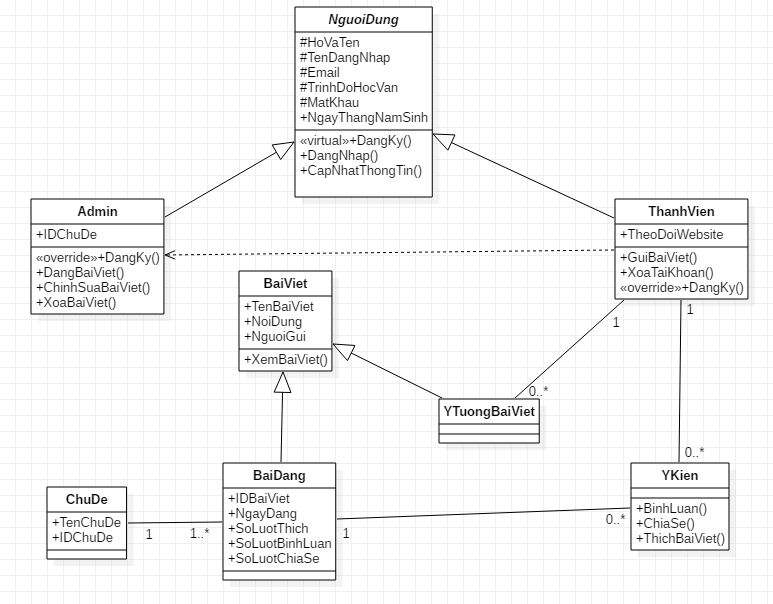 NguoiDung
#HoVaTen
#TenDangNhap
#Email
#TrinhDoHocVan
#MatKhau
+NgayThangNamSinh
«virtual»+DangKy()
+DangNhap()
+CapNhatThongTin()
Admin
+IDChuDe
«override»+DangKy()
+DangBaiViet()
+ChinhSuaBaiViet()
+XoaBaiViet()
ThanhVien
+TheoDoiWebsite
+GuiBaiViet()
+XoaTaiKhoan()
«override»+DangKy()
BaiViet
+TenBaiViet
+NoiDung
+NguoiGui
+XemBaiViet()
1
1
0..*
YTuongBaiViet
0..*
BaiDang
+IDBaiViet
+NgayDang
+SoLuotThich
+SoLuotBinhLuan
+SoLuotChiaSe
YKien
+BinhLuan()
+ChiaSe()
+ThichBaiViet()
ChuDe
+TenChuDe
+IDChuDe
1
1..*
1
0..*